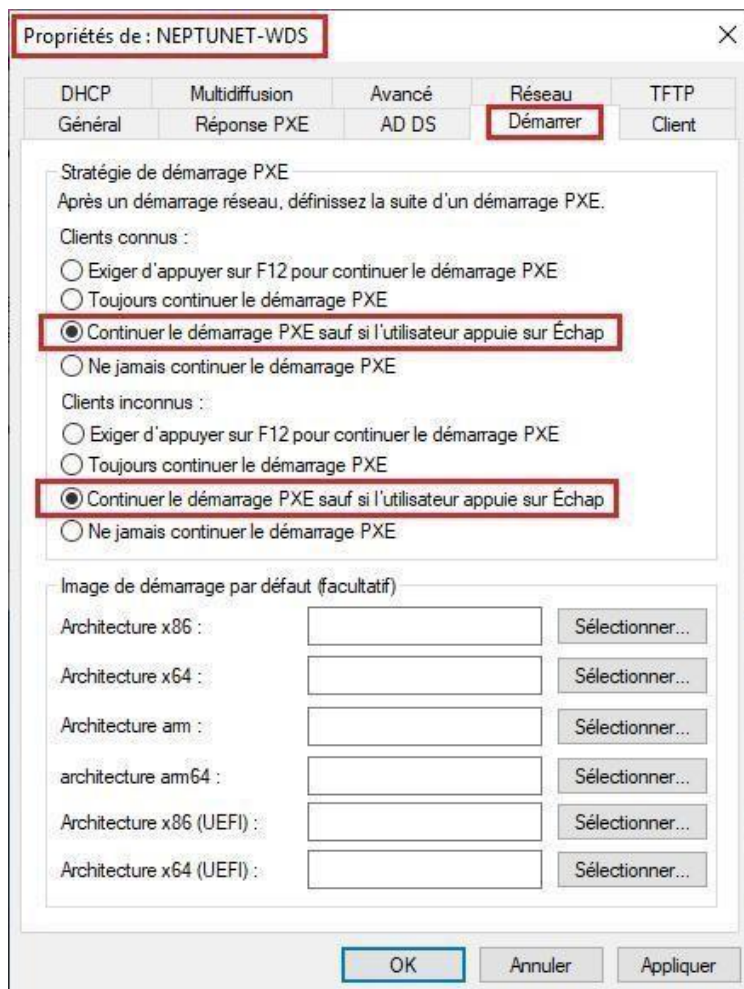 Propriétés de : NEPTUNET-WDS
DHCP Multidiffusion Avancé Réseau TFTP
Général Réponse PXE AD DS Démarrer Client
Stratégie de démarrage PXE
Après un démarrage réseau, définissez la suite d'un démarrage PXE.
Clients connus :
Exiger d'appuyer sur F12 pour continuer le démarrage PXE
Toujours continuer le démarrage PXE
Continuer le démarrage PXE sauf si l'utilisateur appuie sur Échap
Ne jamais continuer le démarrage PXE
Clients inconnus :
Exiger d'appuyer sur F12 pour continuer le démarrage PXE
Toujours continuer le démarrage PXE
Continuer le démarrage PXE sauf si l'utilisateur appuie sur Échap
Ne jamais continuer le démarrage PXE
Image de démarrage par défaut (facultatif)
Architecture x86 : Sélectionner...
Architecture x64 : Sélectionner...
Architecture arm : Sélectionner...
architecture arm64 : Sélectionner...
Architecture x86 (UEFI) : Sélectionner...
Architecture x64 (UEFI) : Sélectionner...
OK Annuler Appliquer